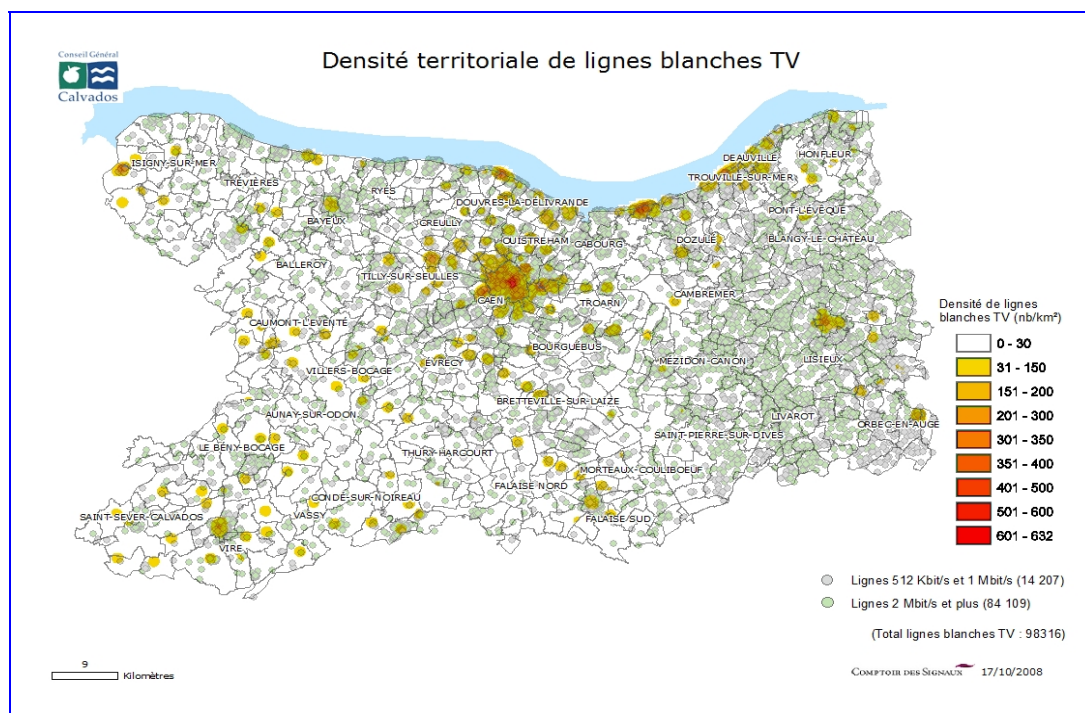 Conseil Général
Calvados
Densité territoriale de lignes blanches TV
ISIGNY-SUR-MER
TRÉVIÈRES
RYES
BAYEUX
CREULLY
DOUVRES-LA-DÉLIVRANDE
OUISTREHAM
CABOURG
DEAUVILLE
HONFLEUR
TROUVILLE-SUR-MER
PONT-L'ÉVÊQUE
DOZULÉ
BLANGY-LE-CHÂTEAU
BALLEROY
TILLY-SUR-SEULLES
CAEN
TROARN
CAMBREMER
CAUMONT-L'ÉVENTÉ
VILLERS-BOCAGE
ÉVRECY
BOURGUÉBUS
MÉZIDON-CANON
LISIEUX
AUNAY-SUR-ODON
BRETTEVILLE-SUR-LAIZE
LIVAROT
ORBEC-EN-AUGE
LE BÉNY-BOCAGE
THURY-HARCOURT
SAINT-PIERRE-SUR-DIVES
MORTEAUX-COULIBOEUF
FALAISE NORD
CONDÉ-SUR-NOIREAU
SAINT-SEVER-CALVADOS
VASSY
FALAISE/SUD
VIRE
Densité de lignes
blanches TV (nb/km²)
0 - 30
31 - 150
151 - 200
201 - 300
301 - 350
351 - 400
401 - 500
501 - 600
601 - 632
Lignes 512 Kbit/s et 1 Mbit/s (14 207)
Lignes 2 Mbit/s et plus (84 109)
(Total lignes blanches TV : 98316)
9
Kilomètres
COMPTOIR DES SIGNAUX 17/10/2008